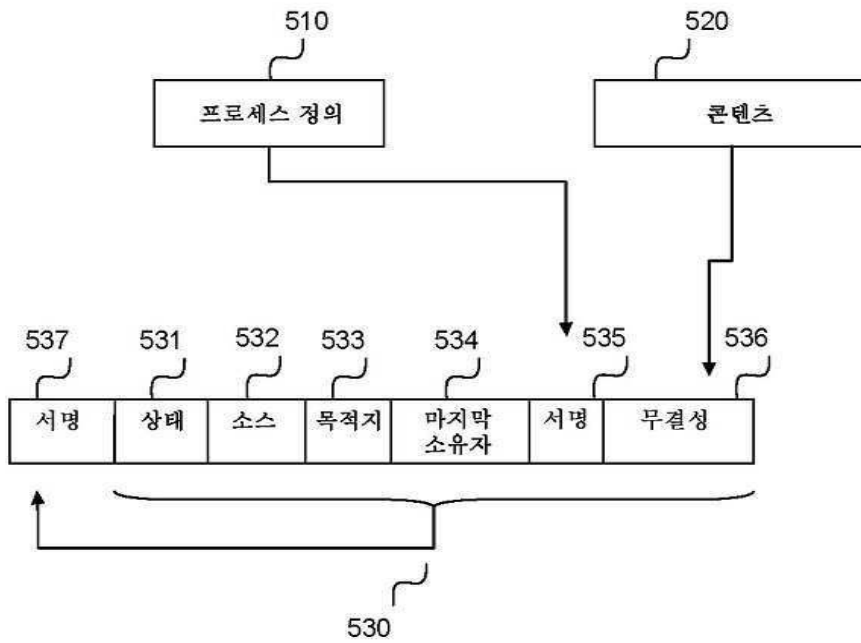 510
520
프로세스 정의
콘텐츠
537
531
532
533
534
535
536
서명
상태
소스
목적지
마지막
소유자
서명
무결성
530